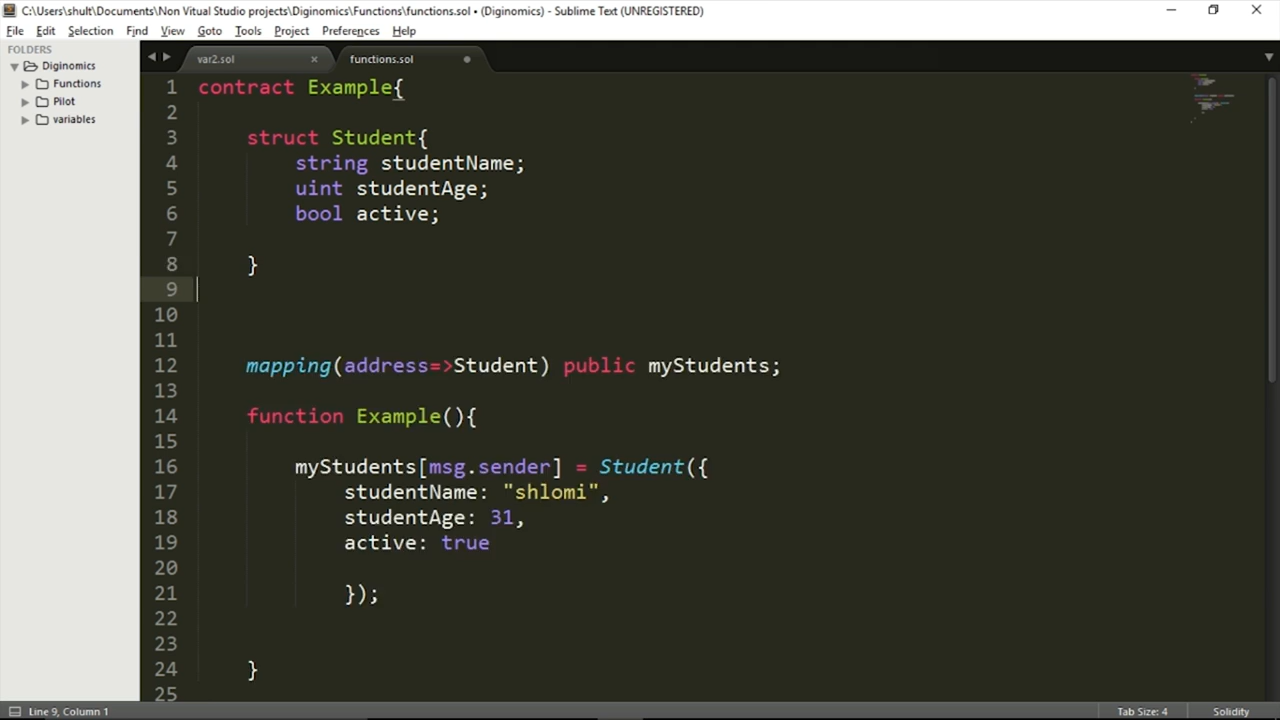 C:\Users\shult\Documents\Non Vitual Studio projects\Diginomics\Functions\functions.sol • (Diginomics) - Sublime Text (UNREGISTERED)
File Edit Selection Find View Goto Tools Project Preferences Help
FOLDERS
Diginomics
Functions
Pilot
variables
var2.sol × functions.sol
1 contract Example{
2
3 struct Student{
4 string studentName;
5 uint studentAge;
6 bool active;
7
8 }
9
10
11
12 mapping(address=>Student) public myStudents;
13
14 function Example(){
15
16 myStudents[msg.sender] = Student({
17 studentName: "shlomi",
18 studentAge: 31,
19 active: true
20
21 });
22
23
24 }
25
Line 9, Column 1 Tab Size: 4 Solidity